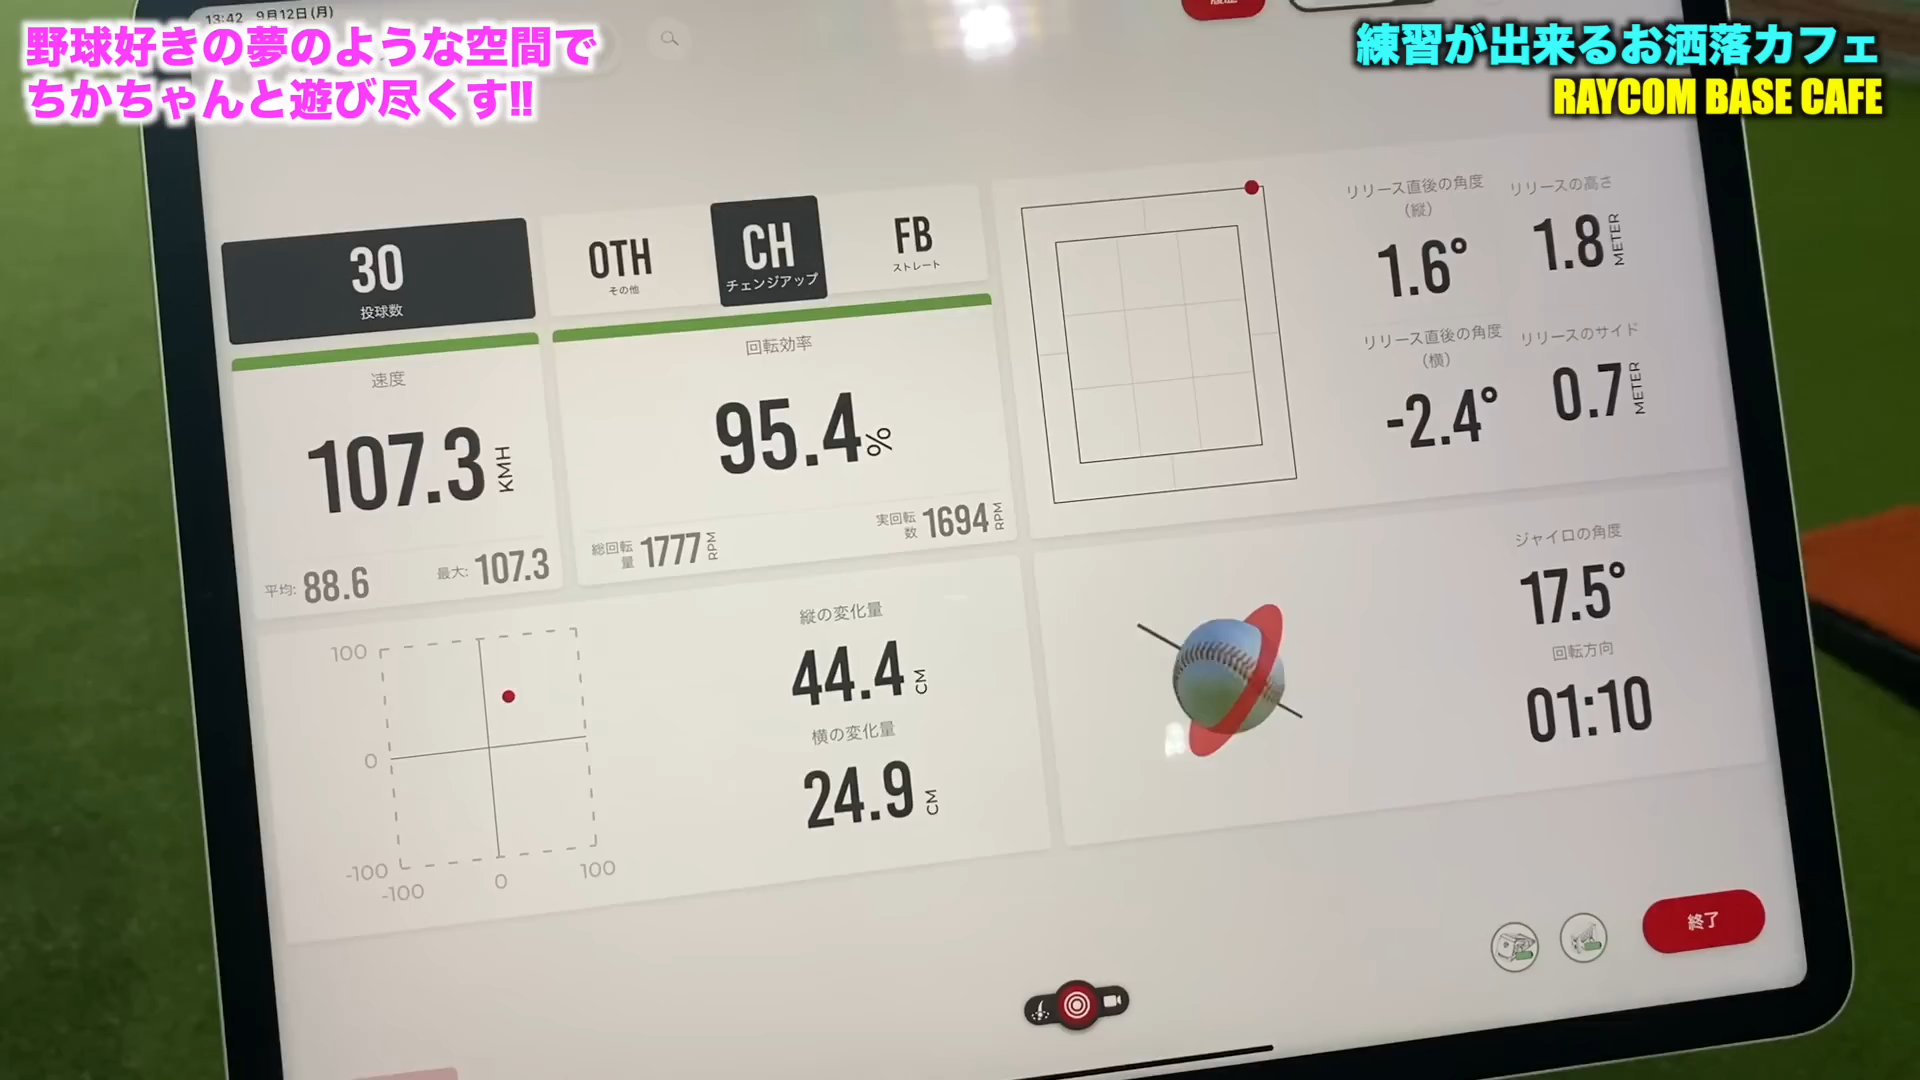 13:42 9月12日(月)
野球好きの夢のような空間で
ちかちゃんと遊び尽くす!!
練習が出来るお洒落カフェ
RAYCOM BASE CAFE
30
投球数
OTH
その他
CH
チェンジアップ
FB
ストレート
速度
107.3 KMH
平均: 88.6
最大: 107.3
回転効率
95.4%
総回転量 1777 RPM
実回転数 1694 RPM
リリース直後の角度
(縦)
1.6°
リリースの高さ
1.8 METER
リリース直後の角度
(横)
-2.4°
リリースのサイド
0.7 METER
100
0
-100
-100
0
100
縦の変化量
44.4 CM
横の変化量
24.9 CM
ジャイロの角度
17.5°
回転方向
01:10
終了